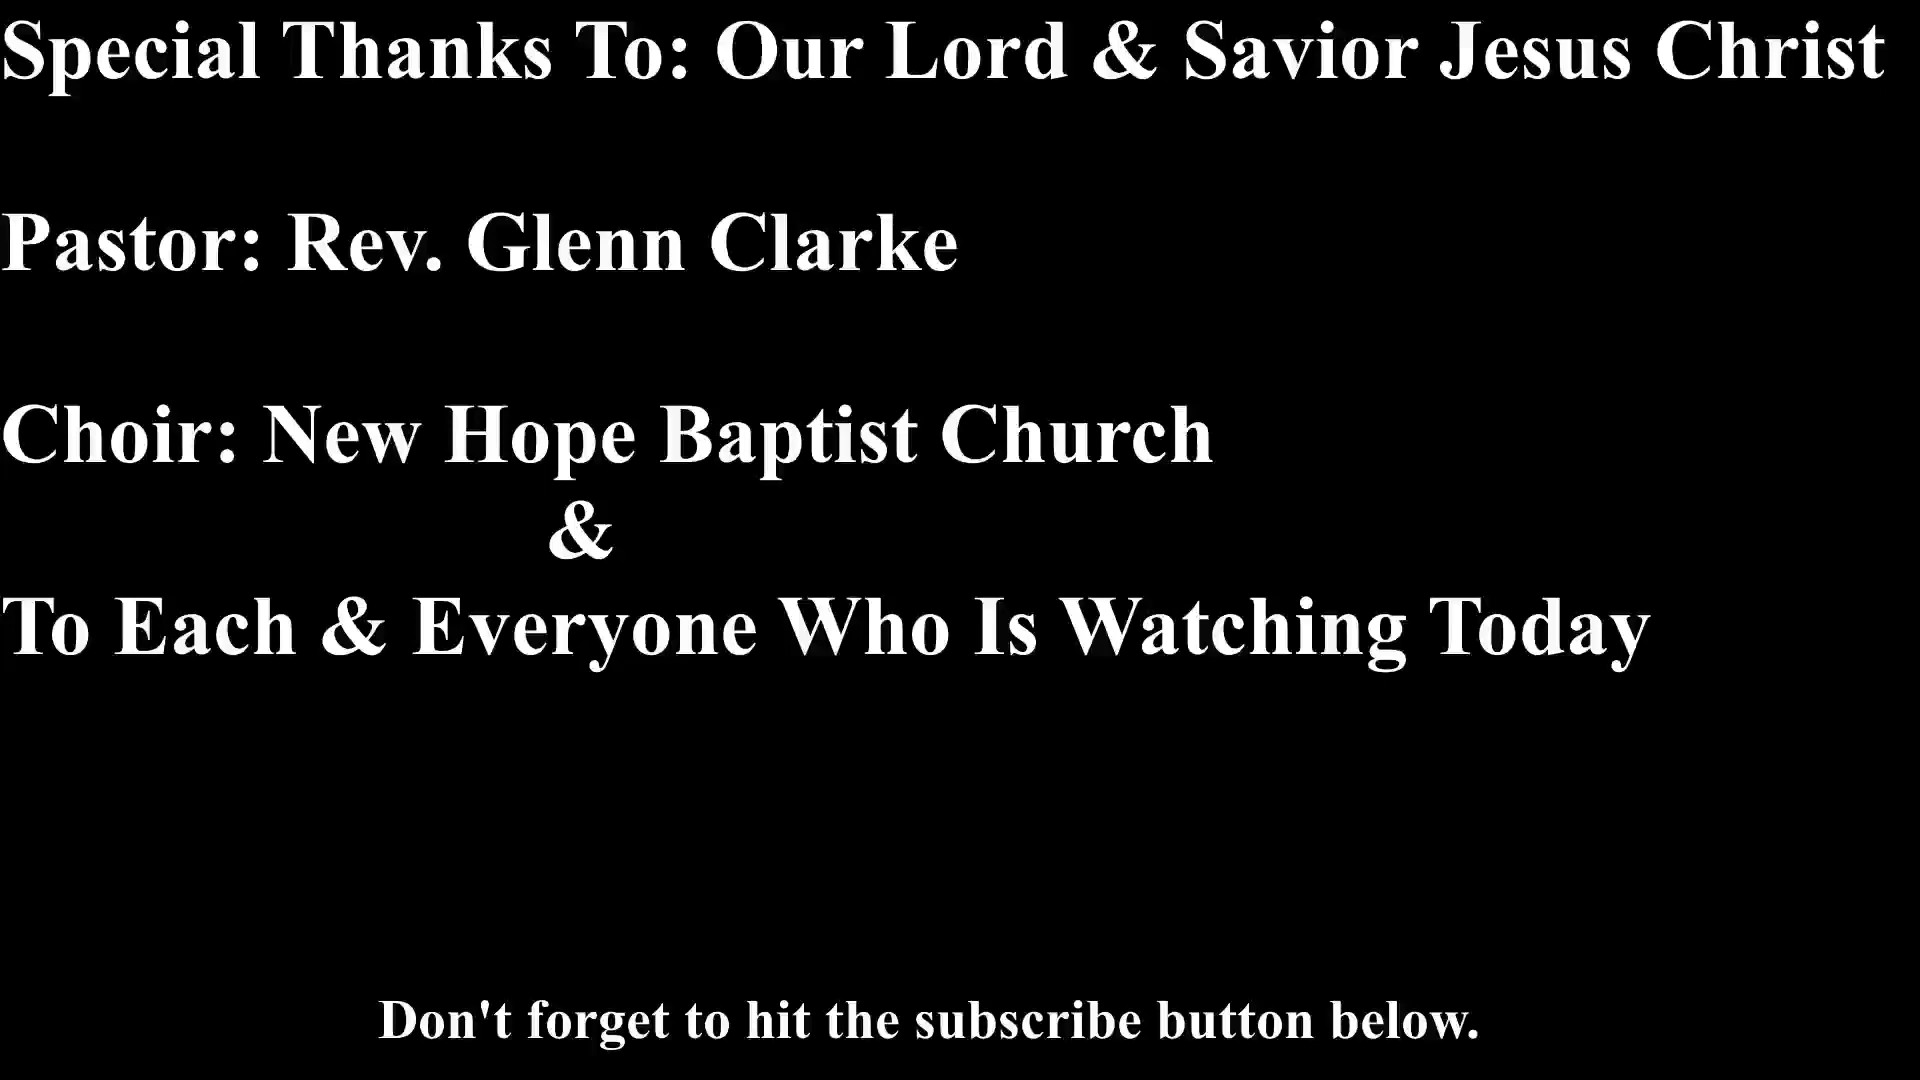 Special Thanks To: Our Lord & Savior Jesus Christ
Pastor: Rev. Glenn Clarke
Choir: New Hope Baptist Church
&
To Each & Everyone Who Is Watching Today
Don't forget to hit the subscribe button below.